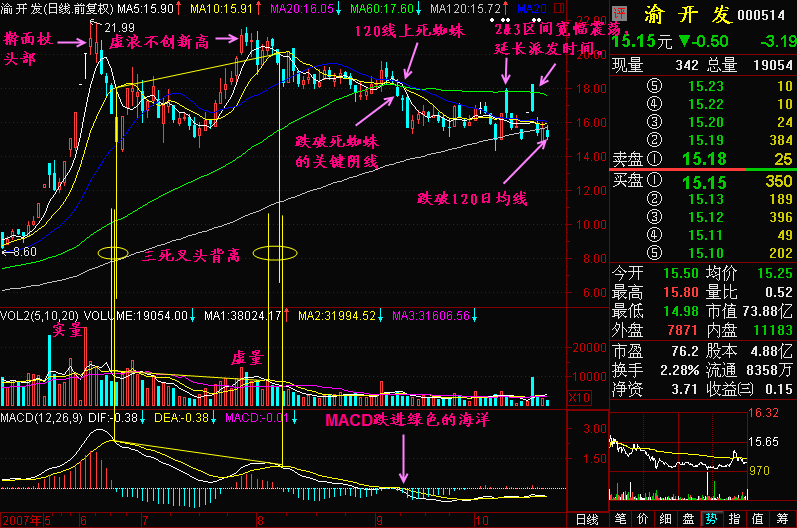 渝开发(日线.前复权) MA5:15.90↑ MA10:15.91↑ MA20:16.05↓ MA60:17.60↓ MA120:15.72↑ MA20
21.99
擀面杖
头部
虚浪不创新高
120线上死蜘蛛
2或3区间宽幅震荡,
延长派发时间.
跌破死蜘蛛
的关键阴线
跌破120日均线
三死叉头背高
←8.60
22.00
20.00
18.00
16.00
14.00
12.00
10.00
8.00
6.00
VOL2(5,10,20) VOLUME:19054.00↓ MA1:38024.17↑ MA2:31994.52↓ MA3:31606.56↓
实量
虚量
20000
10000
X10
MACD(12,26,9) DIF:-0.38↓ DEA:-0.38↓ MACD:-0.01↓
MACD跌进绿色的海洋
3.00
1.50
2007年5 6 7 8 9 10 日线
评 渝开发 000514
15.15元 ▼-0.50 -3.19
现量 342 总量 19054
⑤ 15.23 10
④ 15.22 10
③ 15.20 24
② 15.19 384
卖盘① 15.18 25
买盘① 15.15 350
② 15.13 189
③ 15.12 396
④ 15.11 49
⑤ 15.10 202
今开 15.50 均价 15.25
最高 15.80 量比 0.52
最低 14.98 市值 73.88亿
外盘 7871 内盘 11183
市盈 76.2 股本 4.88亿
换手 2.28% 流通 8358万
净资 3.71 收益㈢ 0.15
16.32
15.65
970
笔 价 细 盘 势 指 值 筹